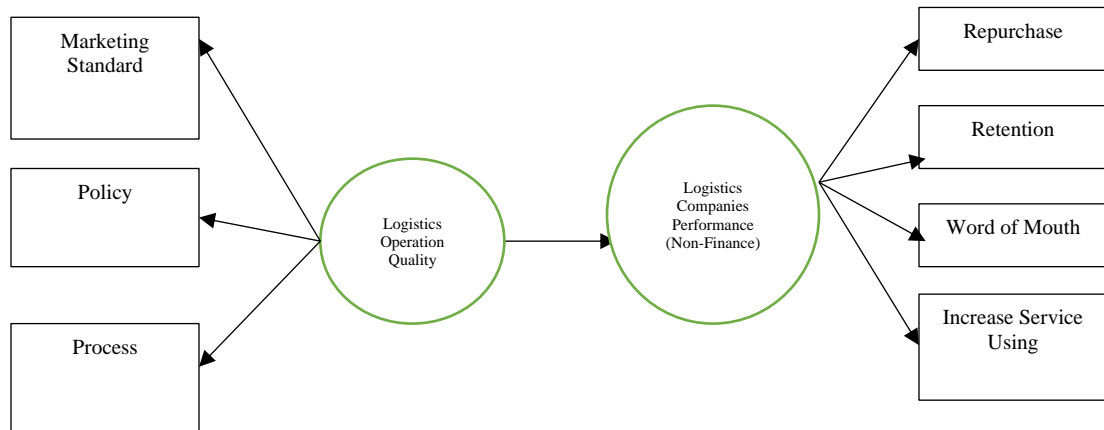 Marketing
Standard
Policy
Process
Logistics
Operation
Quality
Logistics
Companies
Performance
(Non-Finance)
Repurchase
Retention
Word of Mouth
Increase Service
Using